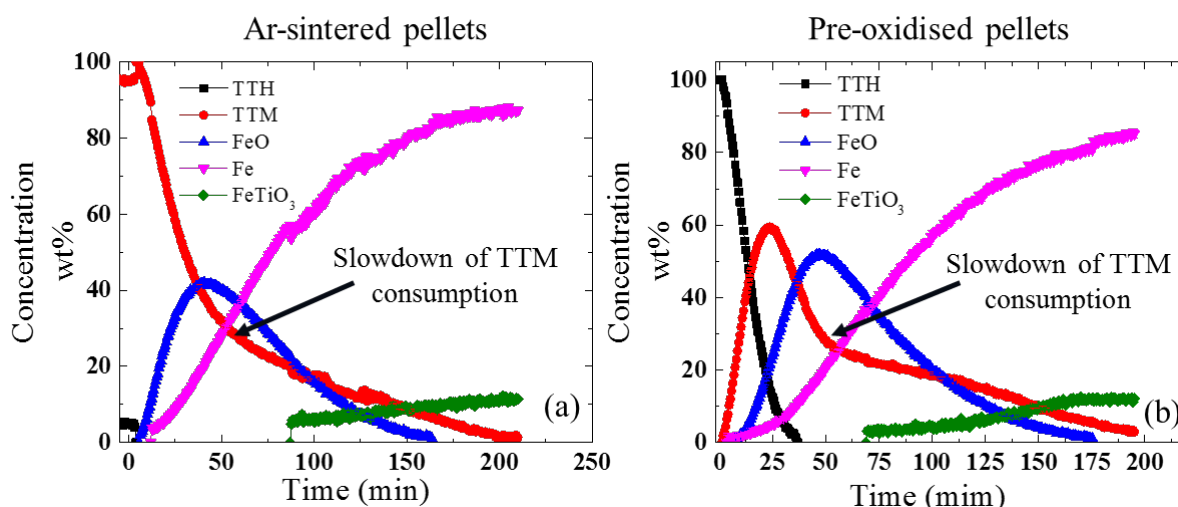 Ar-sintered pellets
100
80
60
40
20
0
Concentration
wt%
TTH
TTM
FeO
Fe
FeTiO3
Slowdown of TTM
consumption
(a)
0 50 100 150 200 250
Time (min)
Pre-oxidised pellets
100
80
60
40
20
0
Concentration
wt%
TTH
TTM
FeO
Fe
FeTiO3
Slowdown of TTM
consumption
(b)
0 25 50 75 100 125 150 175 200
Time (mim)